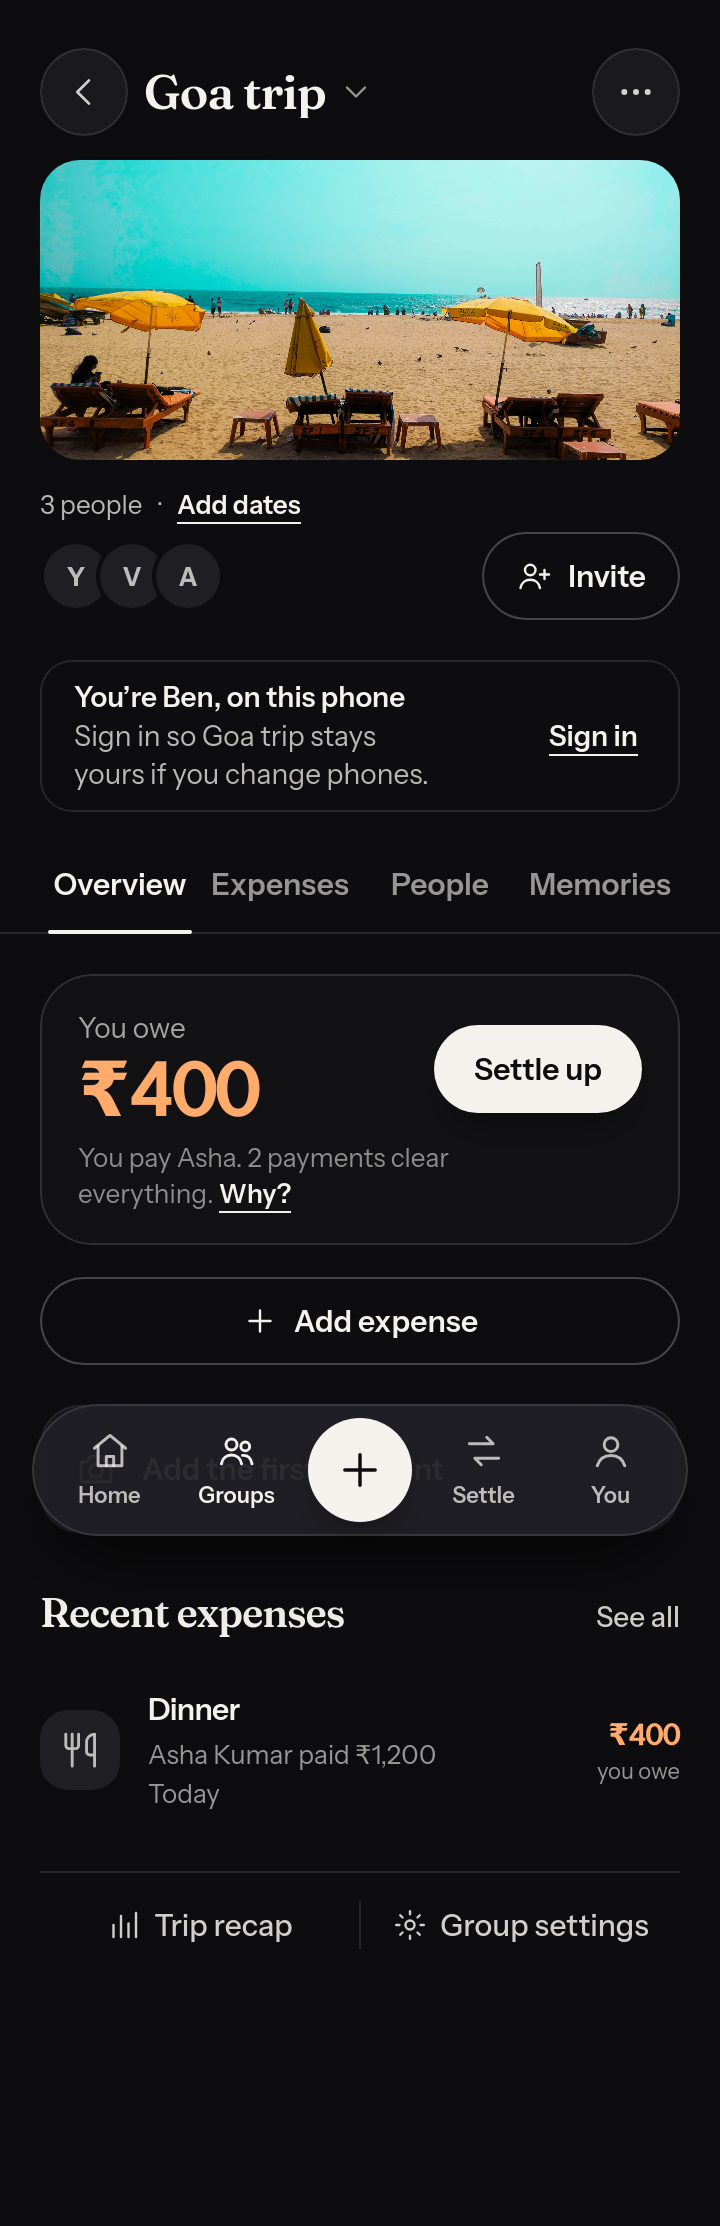 Goa trip
3 people · Add dates
Y V A
Invite
You're Ben, on this phone
Sign in so Goa trip stays
yours if you change phones.
Sign in
Overview Expenses People Memories
You owe
₹400
Settle up
You pay Asha. 2 payments clear
everything. Why?
Add expense
Add the first
Home Groups Settle You
Recent expenses
See all
Dinner
Asha Kumar paid ₹1,200
Today
₹400
you owe
Trip recap
Group settings